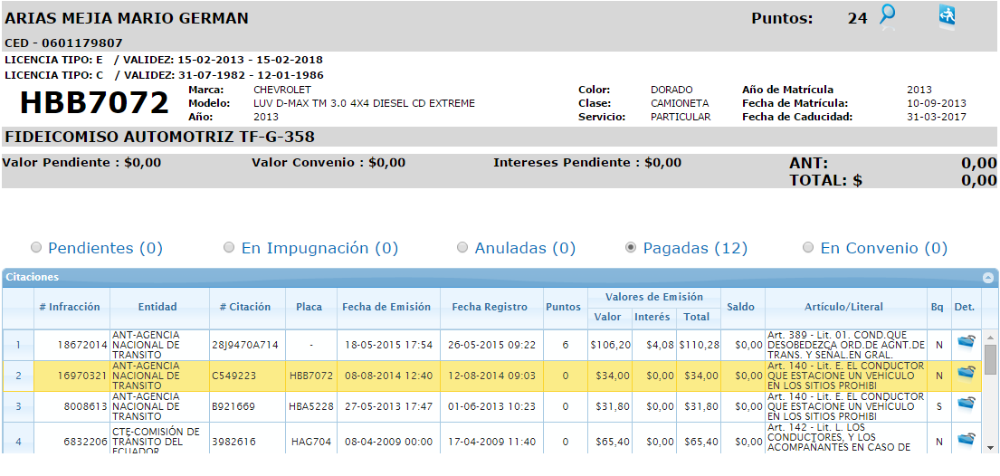 ARIAS MEJIA MARIO GERMAN Puntos: 24
CED - 0601179807
LICENCIA TIPO: E / VALIDEZ: 15-02-2013 - 15-02-2018
LICENCIA TIPO: C / VALIDEZ: 31-07-1982 - 12-01-1986
HBB7072
Marca: CHEVROLET Color: DORADO Año de Matrícula 2013
Modelo: LUV D-MAX TM 3.0 4X4 DIESEL CD EXTREME Clase: CAMIONETA Fecha de Matrícula: 10-09-2013
Año: 2013 Servicio: PARTICULAR Fecha de Caducidad: 31-03-2017
FIDEICOMISO AUTOMOTRIZ TF-G-358
Valor Pendiente : $0,00 Valor Convenio : $0,00 Intereses Pendiente : $0,00 ANT: 0,00
TOTAL: $ 0,00
Pendientes (0) En Impugnación (0) Anuladas (0) Pagadas (12) En Convenio (0)
Citaciones
# Infracción Entidad # Citación Placa Fecha de Emisión Fecha Registro Puntos Valores de Emisión Saldo Artículo/Literal Bq Det.
Valor Interés Total
1 18672014 ANT-AGENCIA NACIONAL DE TRANSITO 28J9470A714 - 18-05-2015 17:54 26-05-2015 09:22 6 $106,20 $4,08 $110,28 $0,00 Art. 389 - Lit. 01. COND.QUE DESOBEDEZCA ORD.DE AGNT.DE TRANS. Y SEÑAL.EN GRAL. N
2 16970321 ANT-AGENCIA NACIONAL DE TRANSITO C549223 HBB7072 08-08-2014 12:40 12-08-2014 09:03 0 $34,00 $0,00 $34,00 $0,00 Art. 140 - Lit. E. EL CONDUCTOR QUE ESTACIONE UN VEHÍCULO EN LOS SITIOS PROHIBI N
3 8008613 ANT-AGENCIA NACIONAL DE TRANSITO B921669 HBA5228 27-05-2013 17:47 01-06-2013 10:23 0 $31,80 $0,00 $31,80 $0,00 Art. 140 - Lit. E. EL CONDUCTOR QUE ESTACIONE UN VEHÍCULO EN LOS SITIOS PROHIBI S
4 6832206 CTE-COMISIÓN DE TRÁNSITO DEL ECUADOR 3982616 HAG704 08-04-2009 00:00 17-04-2009 11:40 0 $65,40 $0,00 $65,40 $0,00 Art. 142 - Lit. L. LOS CONDUCTORES, Y LOS ACOMPAÑANTES EN CASO DE N